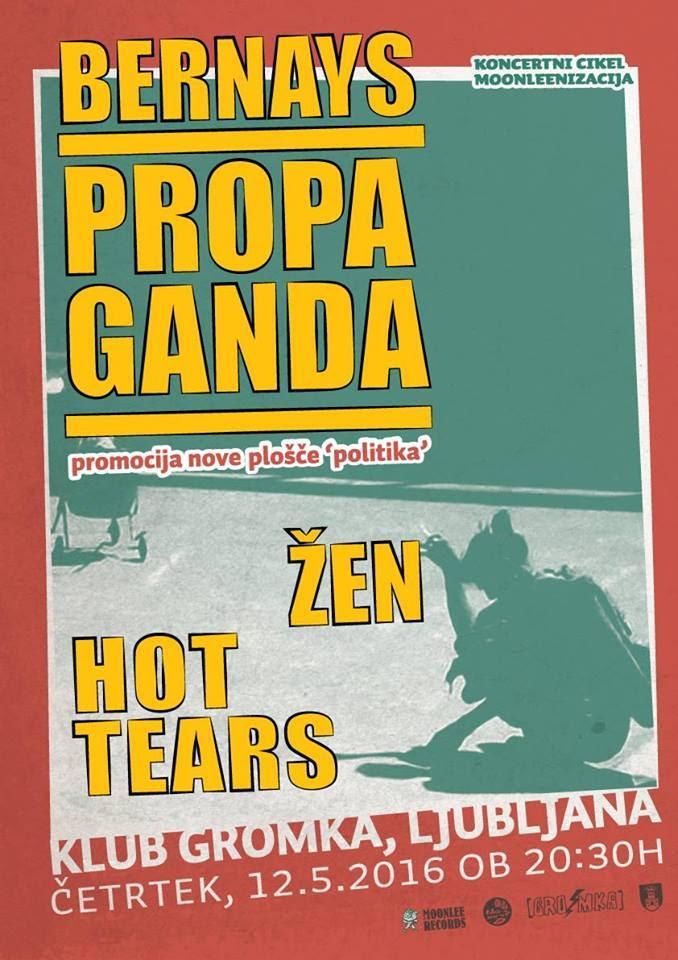 BERNAYS
PROPA
GANDA
KONCERTNI CIKEL
MOONLEENIZACIJA
promocija nove plošče ‘politika’
ŽEN
HOT
TEARS
KLUB GROMKA, LJUBLJANA
ČETRTEK, 12.5.2016 OB 20:30H
MOONLEE
RECORDS
[GROMKA]